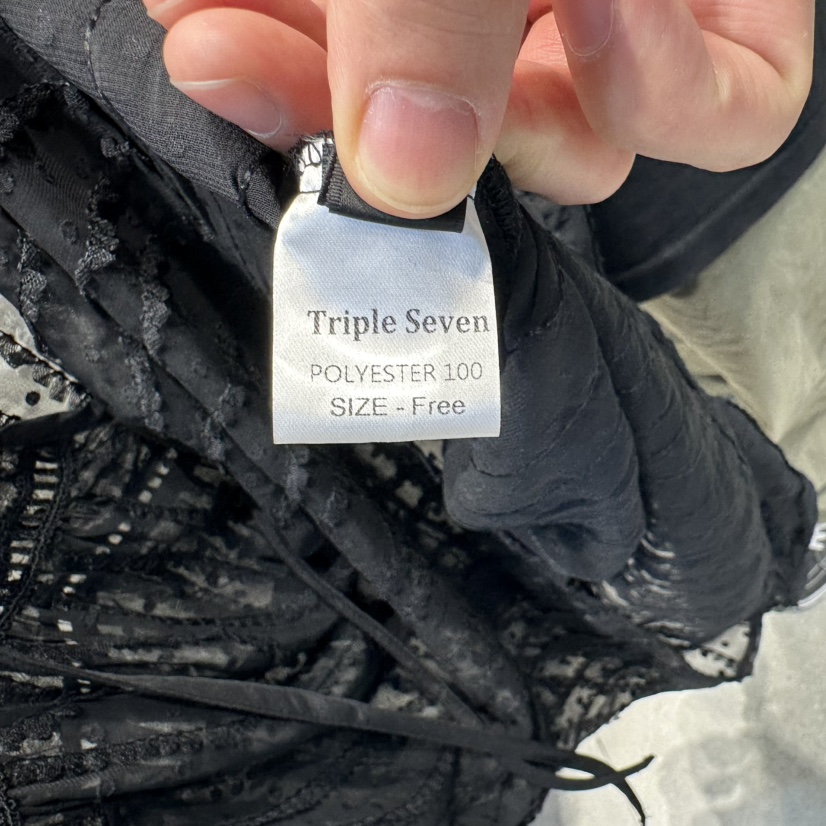 Triple Seven
POLYESTER 100
SIZE - Free